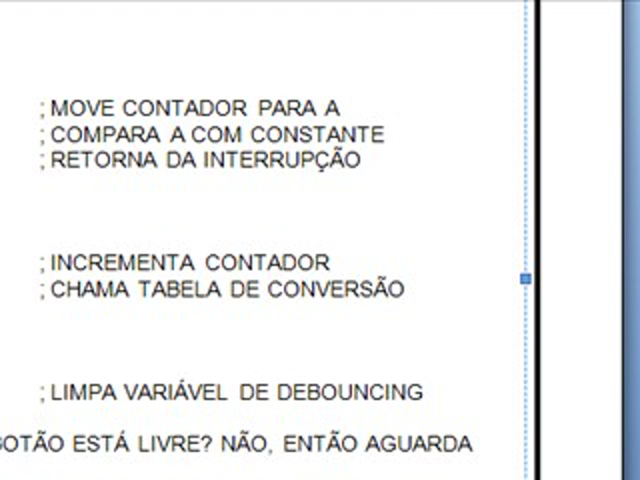 ; MOVE CONTADOR PARA A
; COMPARA A COM CONSTANTE
; RETORNA DA INTERRUPÇÃO
; INCREMENTA CONTADOR
; CHAMA TABELA DE CONVERSÃO
; LIMPA VARIÁVEL DE DEBOUNCING
ESTÁ LIVRE? NÃO, ENTÃO AGUARDA